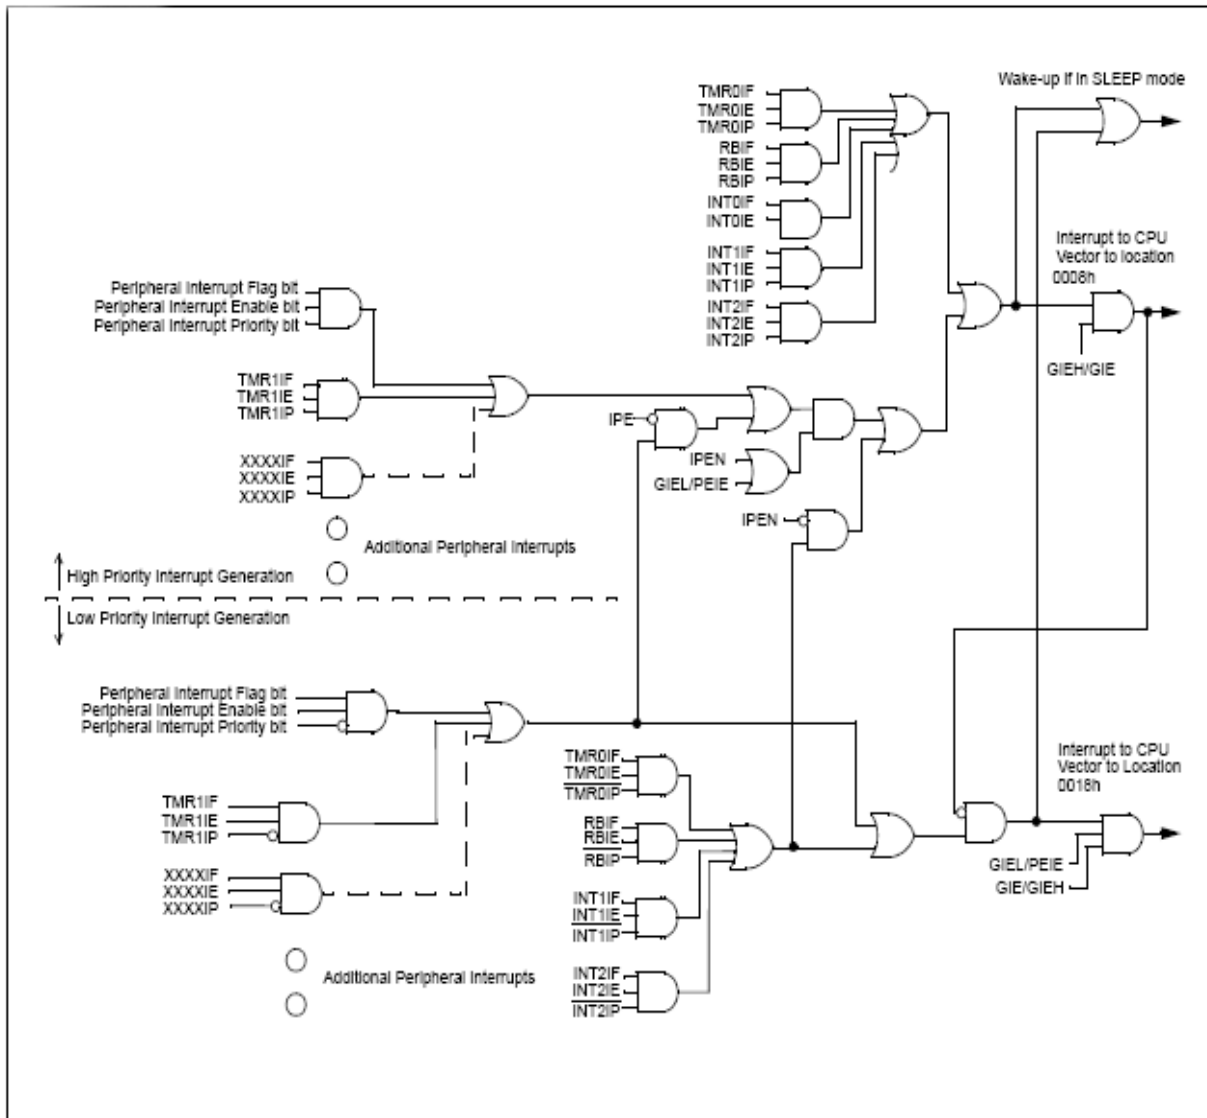 Wake-up If in SLEEP mode
TMR0IF
TMR0IE
TMR0IP
RBIF
RBIE
RBIP
INT0IF
INT0IE
INT1IF
INT1IE
INT1IP
INT2IF
INT2IE
INT2IP
Interrupt to CPU
Vector to location
0008h
GIEH/GIE
Peripheral Interrupt Flag bit
Peripheral Interrupt Enable bit
Peripheral Interrupt Priority bit
TMR1IF
TMR1IE
TMR1IP
XXXXIF
XXXXIE
XXXXIP
IPE
IPEN
GIEL/PEIE
IPEN
Additional Peripheral Interrupts
High Priority Interrupt Generation
Low Priority Interrupt Generation
Peripheral Interrupt Flag bit
Peripheral Interrupt Enable bit
Peripheral Interrupt Priority bit
TMR1IF
TMR1IE
TMR1IP
XXXXIF
XXXXIE
XXXXIP
Additional Peripheral Interrupts
TMR0IF
TMR0IE
TMR0IP
RBIF
RBIE
RBIP
INT1IF
INT1IE
INT1IP
INT2IF
INT2IE
INT2IP
Interrupt to CPU
Vector to Location
0018h
GIEL/PEIE
GIE/GIEH